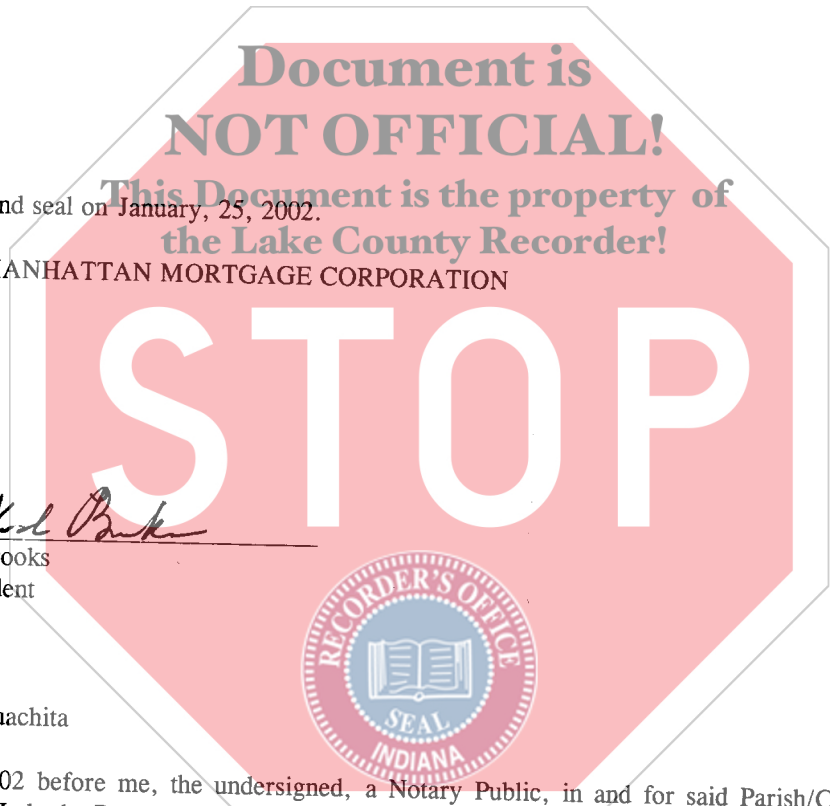 Document is
NOT OFFICIAL!
This Document is the property of
the Lake County Recorder!
nd seal on January, 25, 2002.
ANHATTAN MORTGAGE CORPORATION
STOP
ooks
dent
RECORDER'S OFFICE
SEAL
INDIANA
uachita
02 before me, the undersigned, a Notary Public, in and for said Parish/C